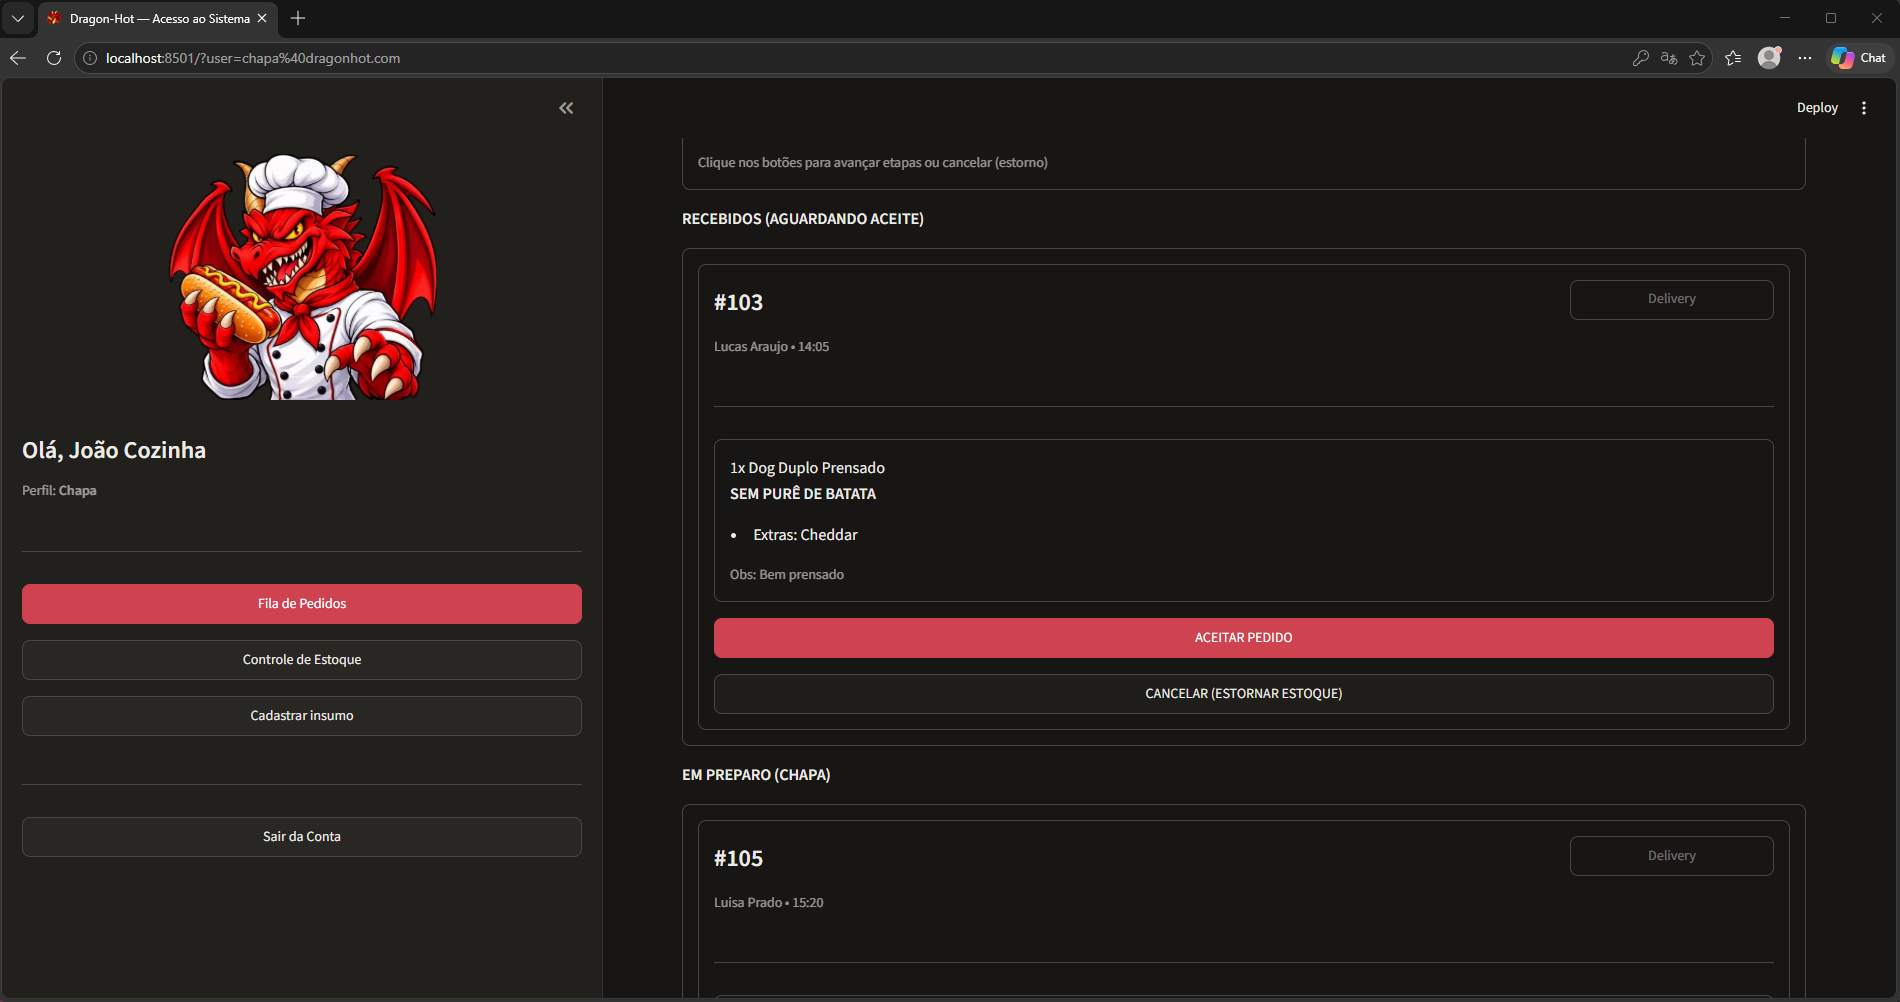 Dragon-Hot — Acesso ao Sistema
localhost:8501/?user=chapa%40dragonhot.com
Chat
Deploy
Olá, João Cozinha
Perfil: Chapa
Fila de Pedidos
Controle de Estoque
Cadastrar insumo
Sair da Conta
Clique nos botões para avançar etapas ou cancelar (estorno)
RECEBIDOS (AGUARDANDO ACEITE)
#103
Delivery
Lucas Araujo • 14:05
1x Dog Duplo Prensado
SEM PURÊ DE BATATA
• Extras: Cheddar
Obs: Bem prensado
ACEITAR PEDIDO
CANCELAR (ESTORNAR ESTOQUE)
EM PREPARO (CHAPA)
#105
Delivery
Luisa Prado • 15:20